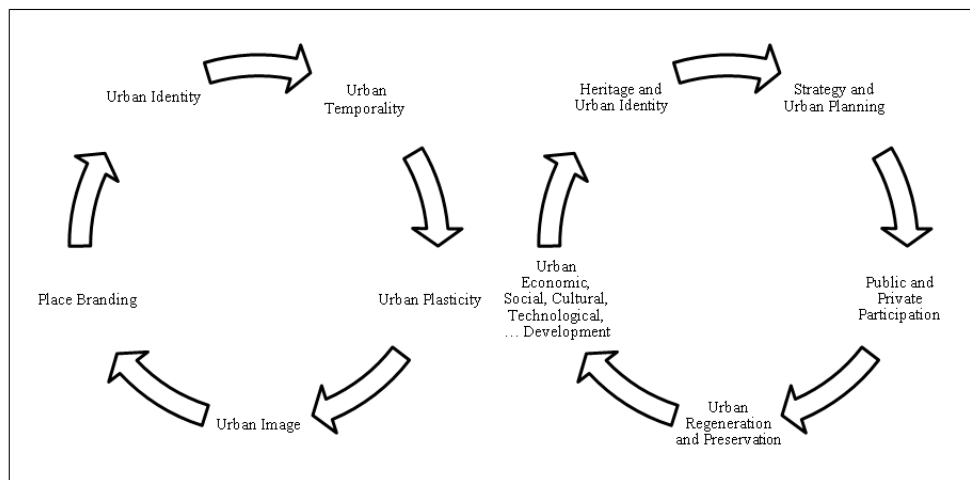 Urban Identity
Urban
Temporality
Urban Plasticity
Urban Image
Place Branding
Heritage and
Urban Identity
Strategy and
Urban Planning
Public and
Private
Participation
Urban
Regeneration
and Preservation
Urban
Economic,
Social, Cultural,
Technological,
… Development